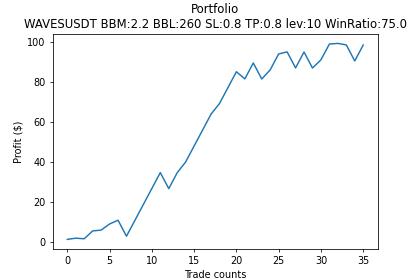 Portfolio
WAVESUSDT BBM:2.2 BBL:260 SL:0.8 TP:0.8 lev:10 WinRatio:75.0
100
80
60
40
20
0
Profit ($)
0 5 10 15 20 25 30 35
Trade counts